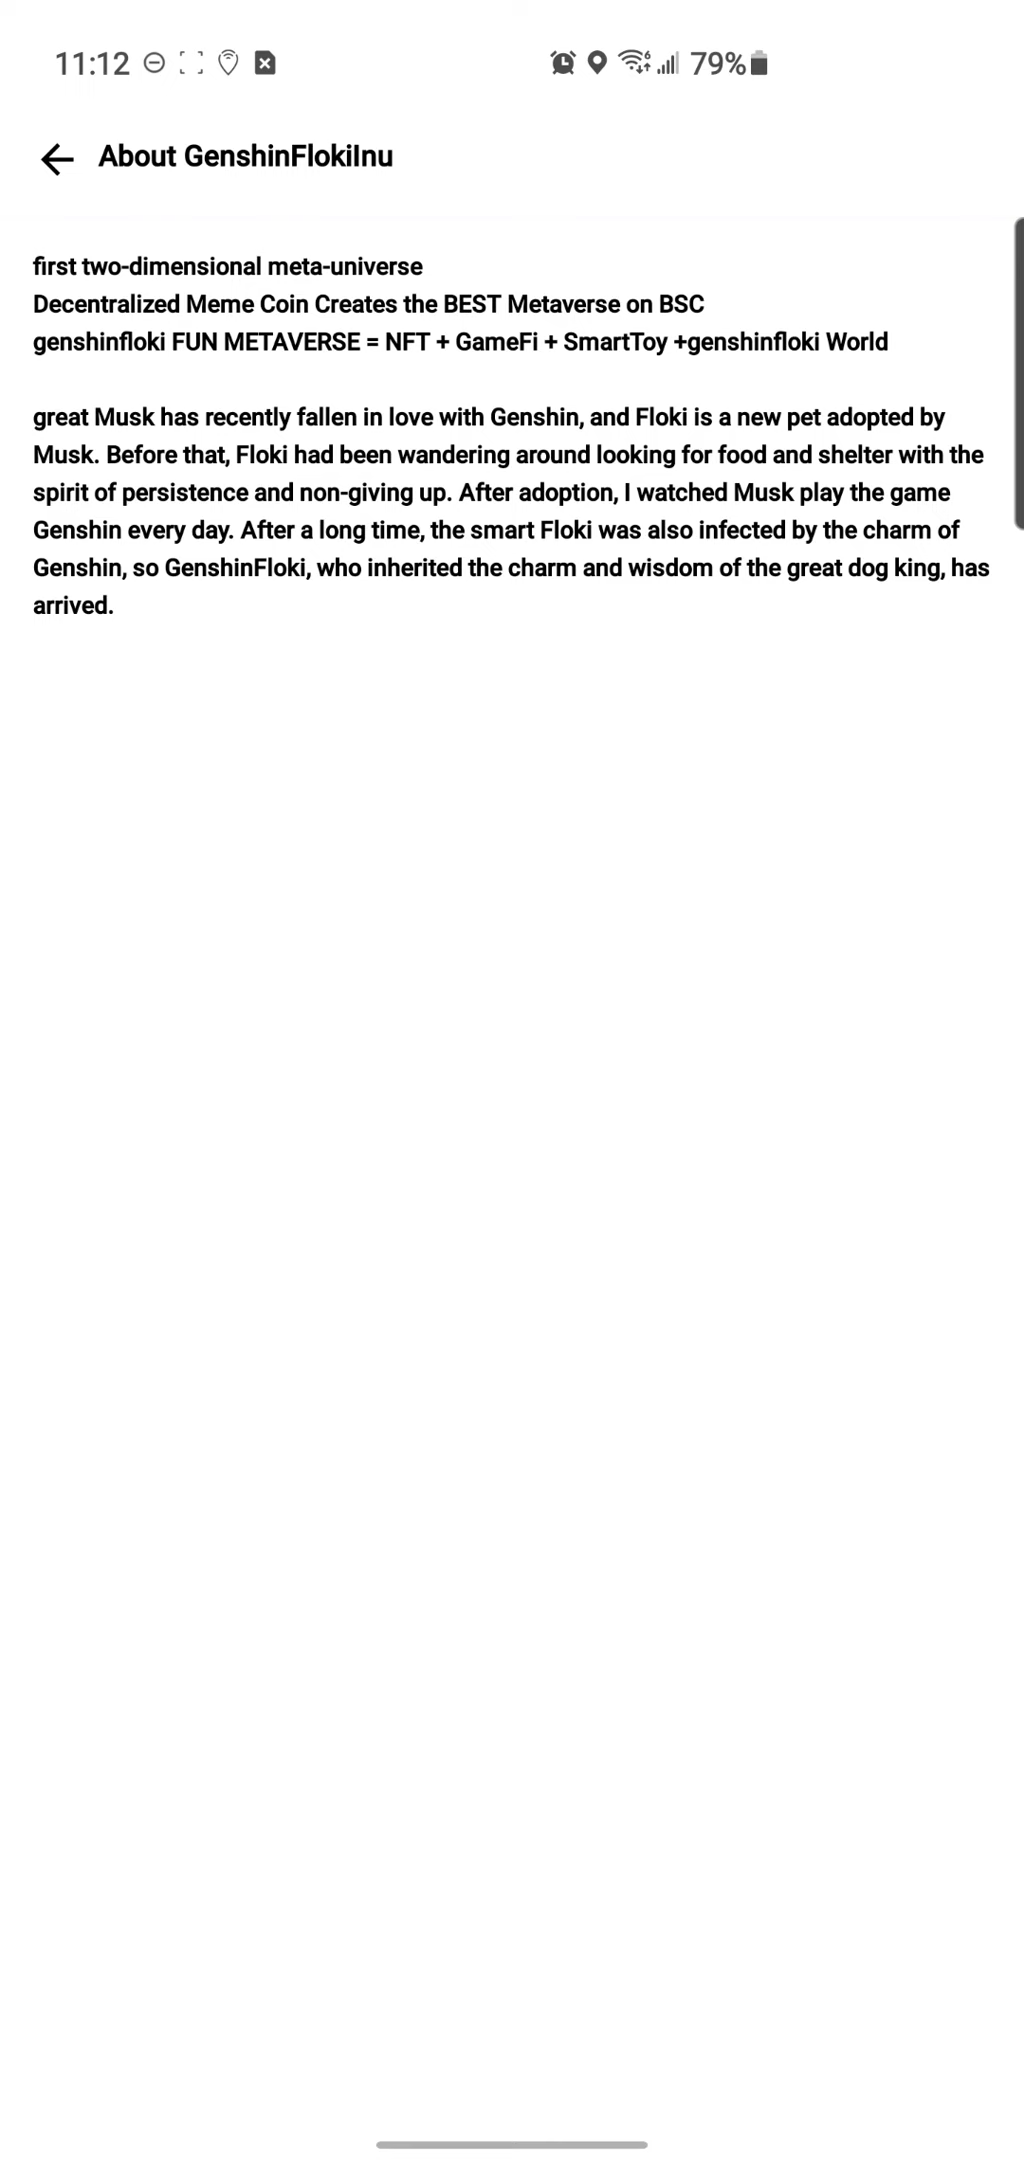 11:12 79%
About GenshinFlokiInu
first two-dimensional meta-universe
Decentralized Meme Coin Creates the BEST Metaverse on BSC
genshinfloki FUN METAVERSE = NFT + GameFi + SmartToy +genshinfloki World
great Musk has recently fallen in love with Genshin, and Floki is a new pet adopted by
Musk. Before that, Floki had been wandering around looking for food and shelter with the
spirit of persistence and non-giving up. After adoption, I watched Musk play the game
Genshin every day. After a long time, the smart Floki was also infected by the charm of
Genshin, so GenshinFloki, who inherited the charm and wisdom of the great dog king, has
arrived.